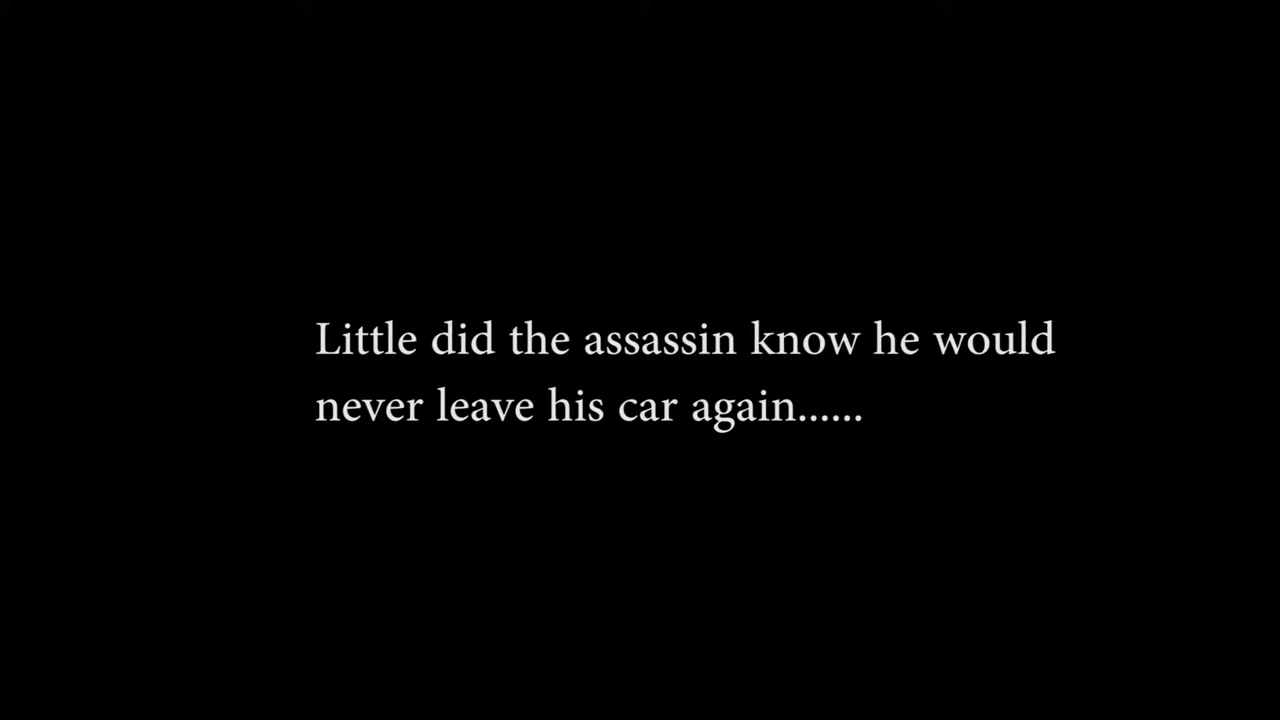 Little did the assassin know he would
never leave his car again......